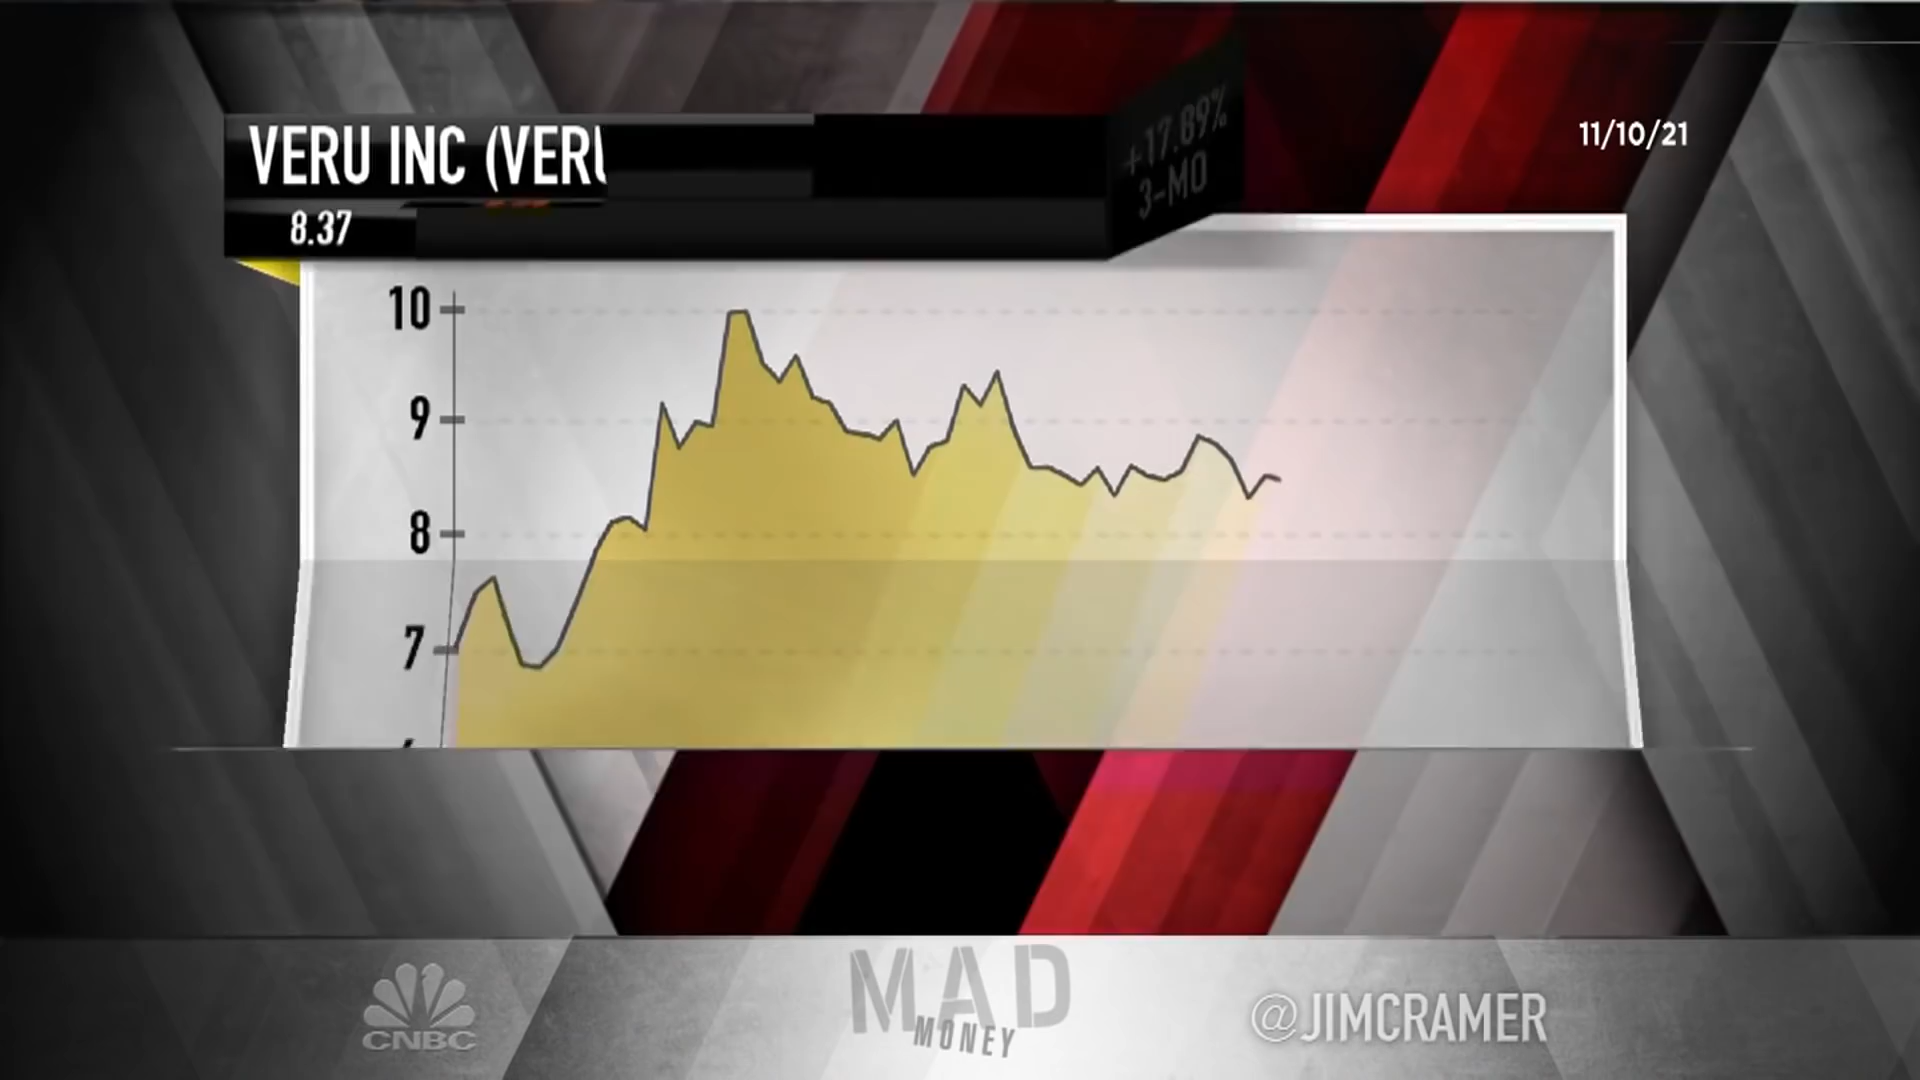 VERU INC (VERU
8.37
+17.89%
3-MO
11/10/21
10
9
8
7
CNBC
MAD
MONEY
@JIMCRAMER